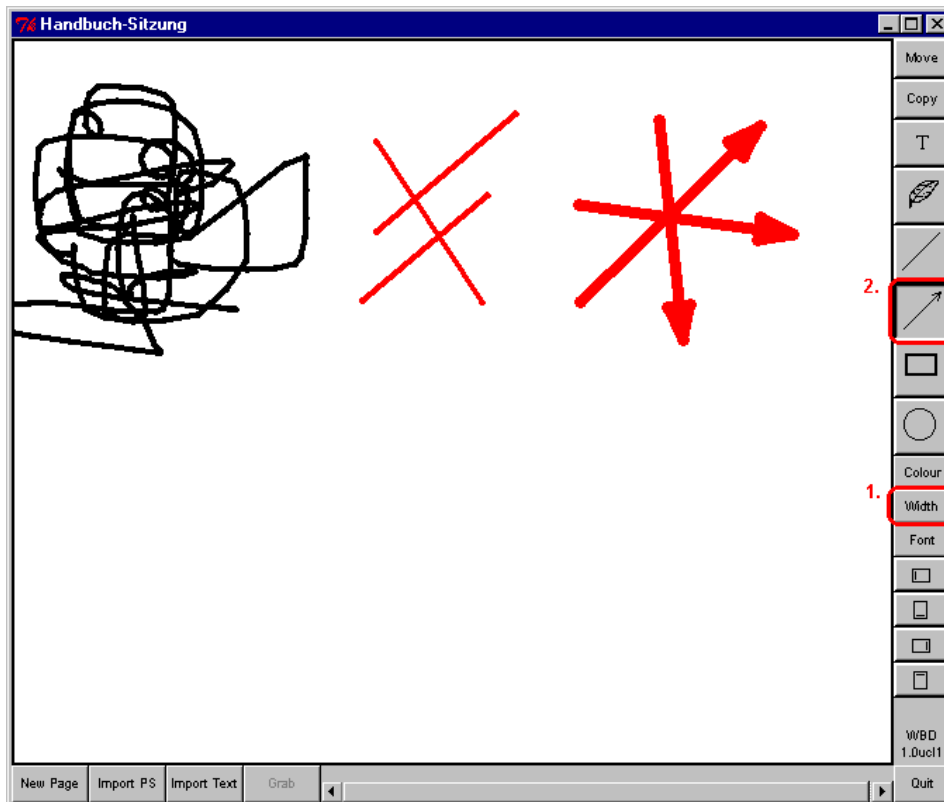 Handbuch-Sitzung
Move
Copy
T
2.
Colour
1.
Width
Font
WBD
1.0ucl1
New Page
Import PS
Import Text
Grab
Quit